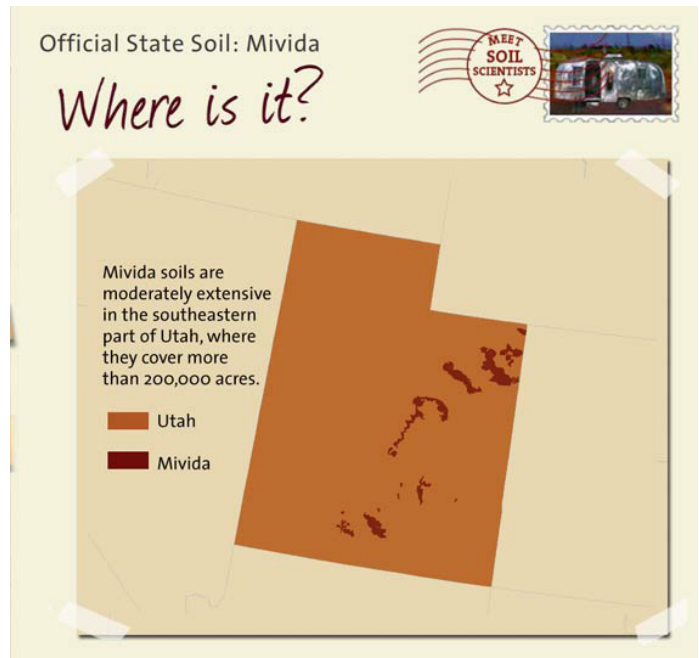 Official State Soil: Mivida
Where is it?
MEET
SOIL
SCIENTISTS
Mivida soils are
moderately extensive
in the southeastern
part of Utah, where
they cover more
than 200,000 acres.
Utah
Mivida